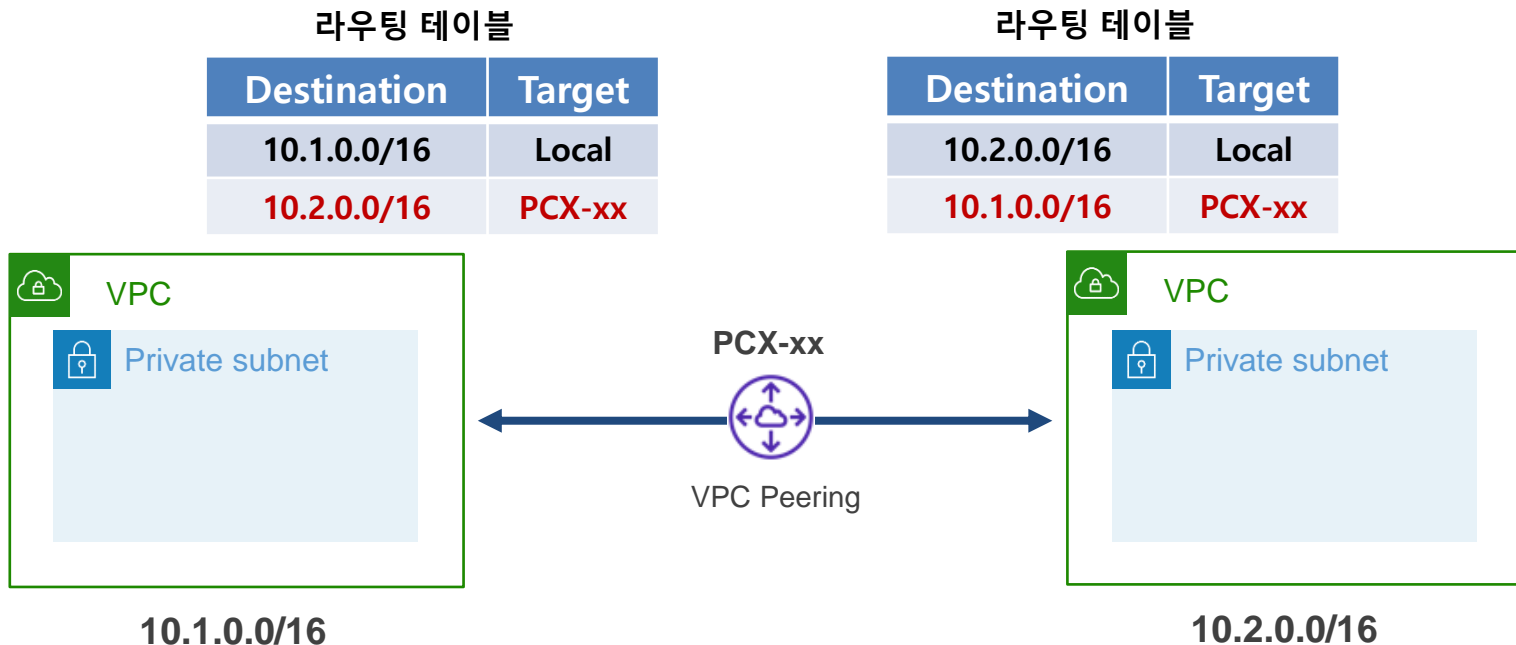 라우팅 테이블
Destination Target
10.1.0.0/16 Local
10.2.0.0/16 PCX-xx
라우팅 테이블
Destination Target
10.2.0.0/16 Local
10.1.0.0/16 PCX-xx
VPC
Private subnet
10.1.0.0/16
PCX-xx
VPC Peering
VPC
Private subnet
10.2.0.0/16